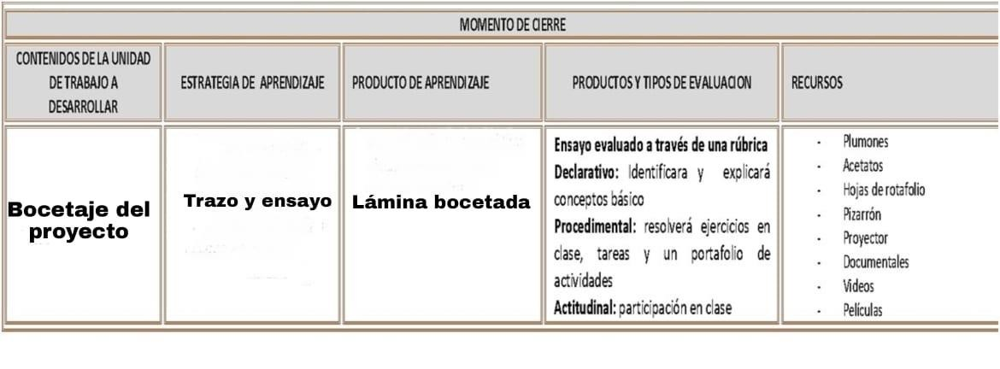 MOMENTO DE CIERRE
CONTENIDOS DE LA UNIDAD
DE TRABAJO A
DESARROLLAR
ESTRATEGIA DE APRENDIZAJE
PRODUCTO DE APRENDIZAJE
PRODUCTOS Y TIPOS DE EVALUACION
RECURSOS
Bocetaje del
proyecto
Trazo y ensayo
Lámina bocetada
Ensayo evaluado a través de una rúbrica
Declarativo: Identificara y explicará
conceptos básico
Procedimental: resolverá ejercicios en
clase, tareas y un portafolio de
actividades
Actitudinal: participación en clase
- Plumones
- Acetatos
- Hojas de rotafolio
- Pizarrón
- Proyector
- Documentales
- Videos
- Películas